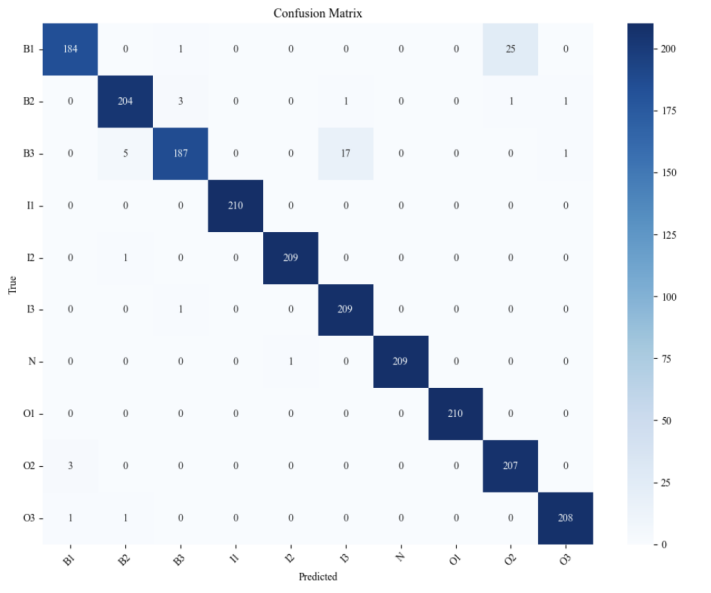 Confusion Matrix
B1 184 0 1 0 0 0 0 0 25 0
B2 0 204 3 0 0 1 0 0 1 1
B3 0 5 187 0 0 17 0 0 0 1
I1 0 0 0 210 0 0 0 0 0 0
I2 0 1 0 0 209 0 0 0 0 0
I3 0 0 1 0 0 209 0 0 0 0
N 0 0 0 0 1 0 209 0 0 0
O1 0 0 0 0 0 0 0 210 0 0
O2 3 0 0 0 0 0 0 0 207 0
O3 1 1 0 0 0 0 0 0 0 208
True
B1 B2 B3 I1 I2 I3 N O1 O2 O3
Predicted
200
175
150
125
100
75
50
25
0